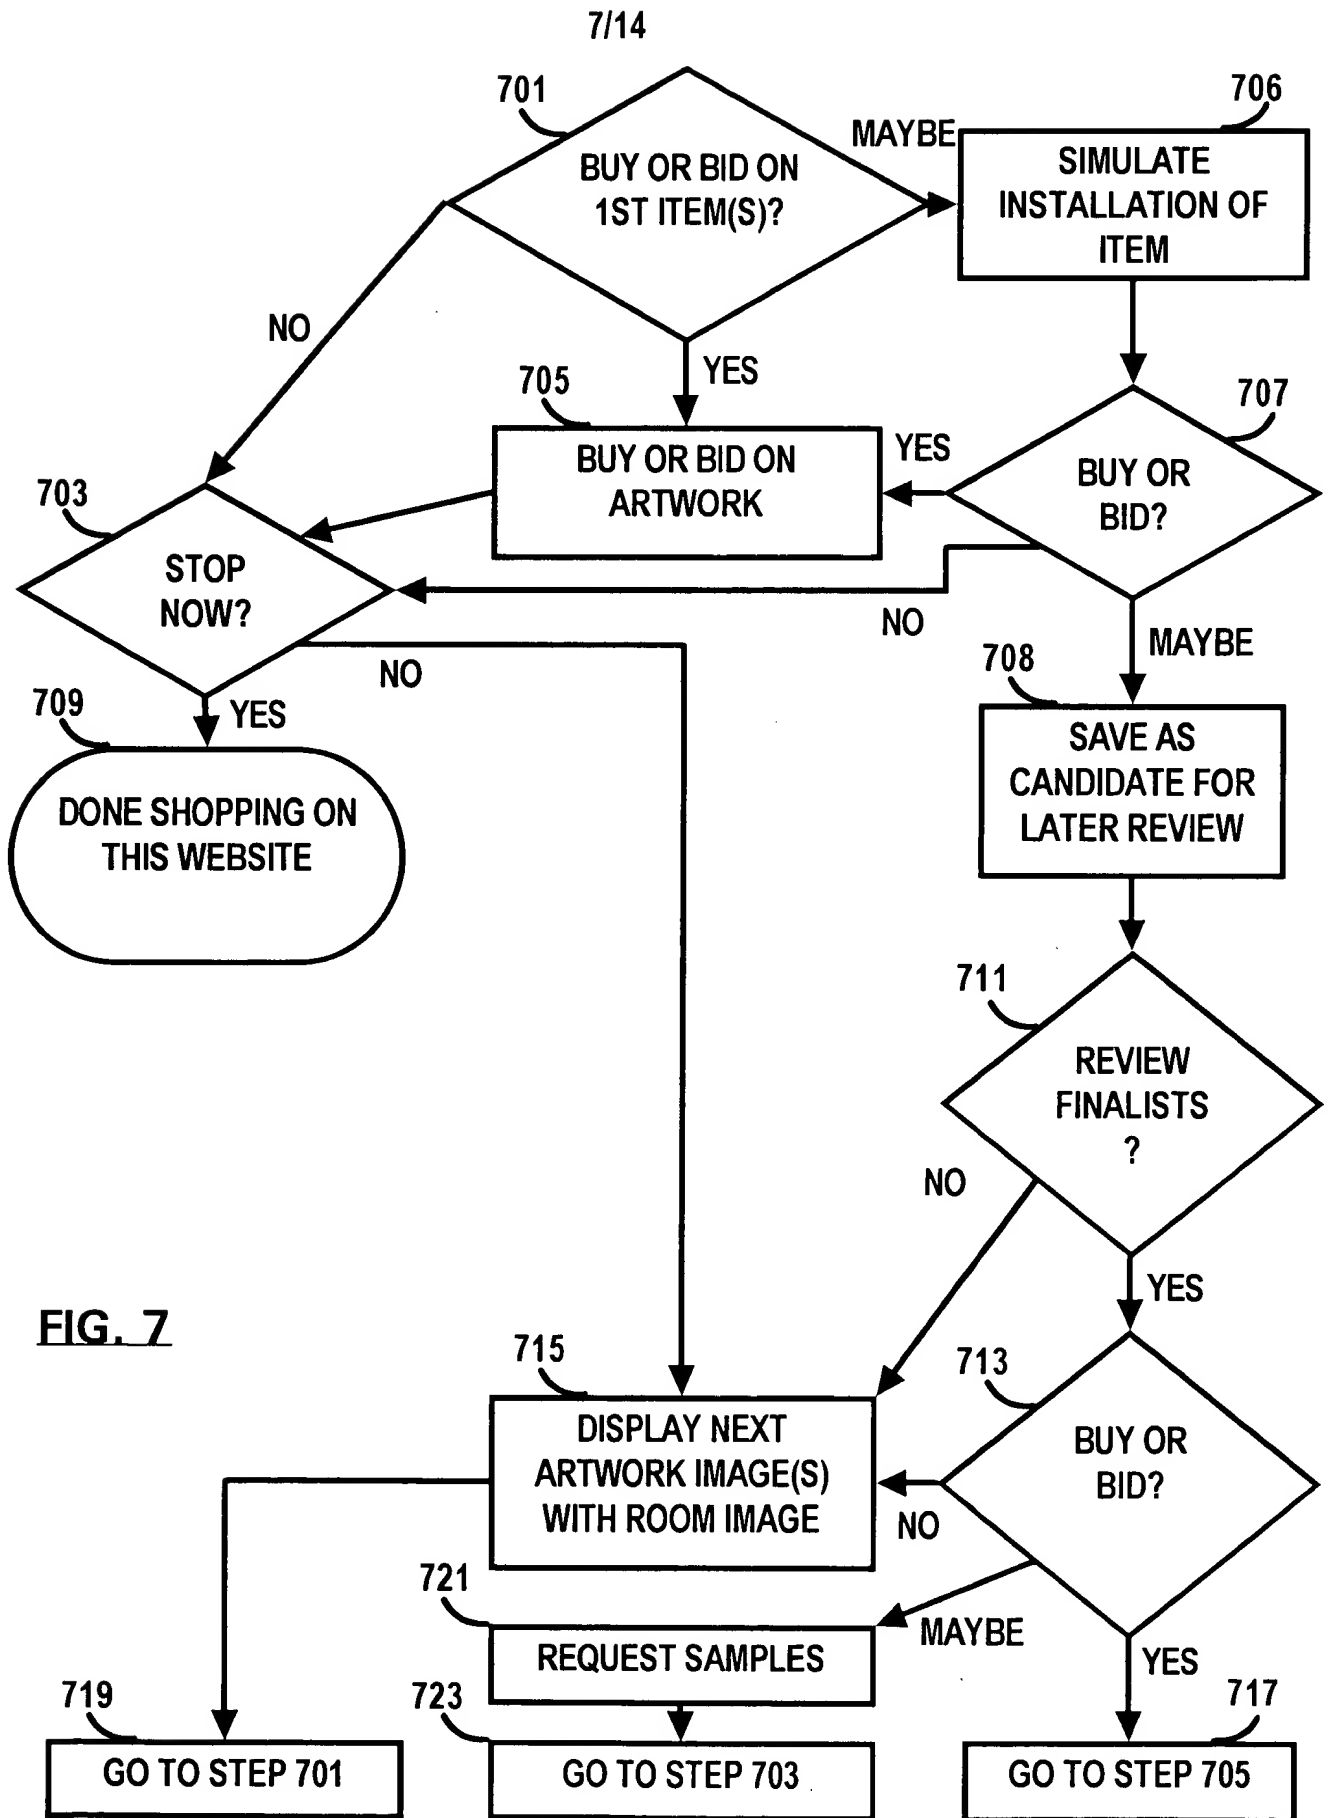 7/14
701
706
MAYBE
BUY OR BID ON
1ST ITEM(S)?
SIMULATE
INSTALLATION OF
ITEM
NO
YES
705
707
BUY OR BID ON
ARTWORK
YES
BUY OR
BID?
703
STOP
NOW?
NO
NO
MAYBE
708
709
YES
SAVE AS
CANDIDATE FOR
LATER REVIEW
DONE SHOPPING ON
THIS WEBSITE
711
REVIEW
FINALISTS
?
NO
YES
FIG. 7
715
713
DISPLAY NEXT
ARTWORK IMAGE(S)
WITH ROOM IMAGE
BUY OR
BID?
NO
721
MAYBE
REQUEST SAMPLES
YES
719
723
717
GO TO STEP 701
GO TO STEP 703
GO TO STEP 705